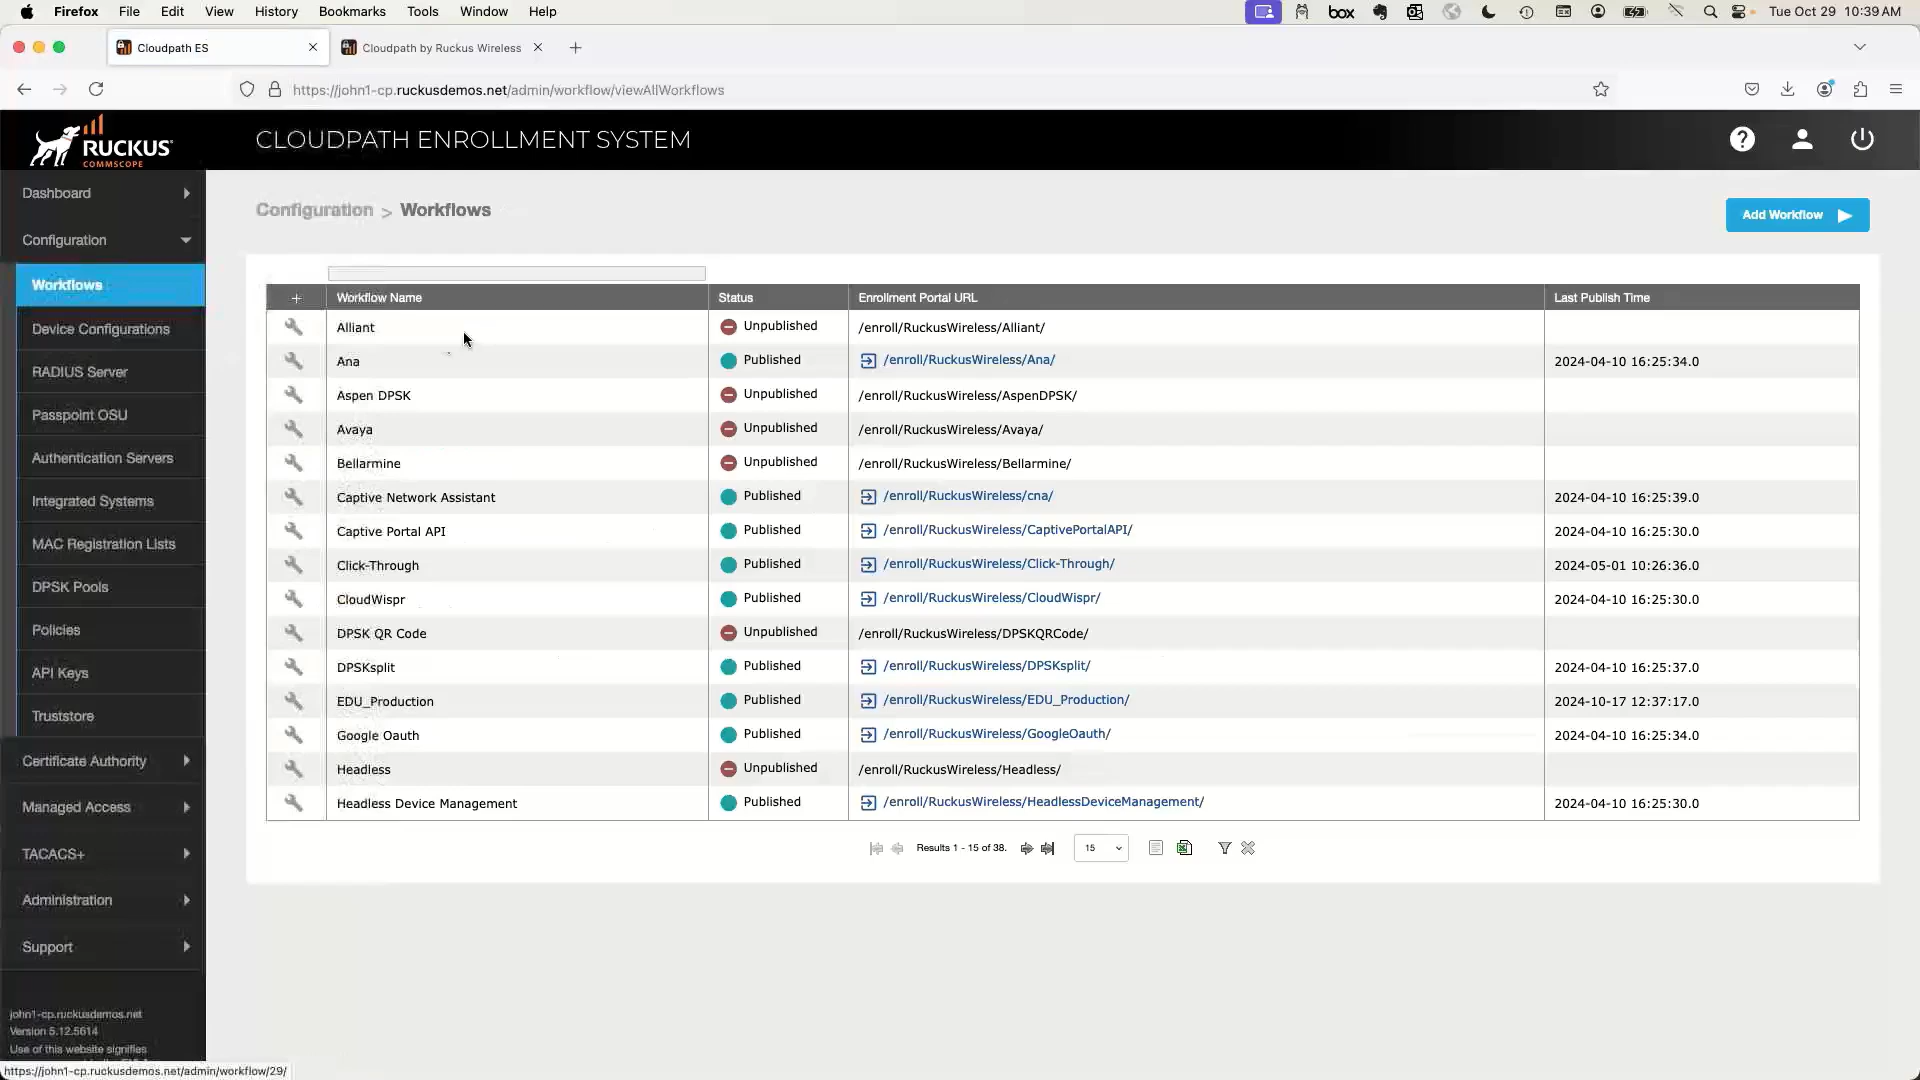 Firefox File Edit View History Bookmarks Tools Window Help box Tue Oct 29 10:39 AM
Cloudpath ES Cloudpath by Ruckus Wireless
https://john1-cp.ruckusdemos.net/admin/workflow/viewAllWorkflows
RUCKUS
COMMSCOPE
CLOUDPATH ENROLLMENT SYSTEM
Dashboard
Configuration
Workflows
Device Configurations
RADIUS Server
Passpoint OSU
Authentication Servers
Integrated Systems
MAC Registration Lists
DPSK Pools
Policies
API Keys
Truststore
Certificate Authority
Managed Access
TACACS+
Administration
Support
john1-cp.ruckusdemos.net
Version 5.12.5614
Use of this website signifies
https://john1-cp.ruckusdemos.net/admin/workflow/29/
Configuration > Workflows
Add Workflow
+ Workflow Name Status Enrollment Portal URL Last Publish Time
Alliant Unpublished /enroll/RuckusWireless/Alliant/
Ana Published /enroll/RuckusWireless/Ana/ 2024-04-10 16:25:34.0
Aspen DPSK Unpublished /enroll/RuckusWireless/AspenDPSK/
Avaya Unpublished /enroll/RuckusWireless/Avaya/
Bellarmine Unpublished /enroll/RuckusWireless/Bellarmine/
Captive Network Assistant Published /enroll/RuckusWireless/cna/ 2024-04-10 16:25:39.0
Captive Portal API Published /enroll/RuckusWireless/CaptivePortalAPI/ 2024-04-10 16:25:30.0
Click-Through Published /enroll/RuckusWireless/Click-Through/ 2024-05-01 10:26:36.0
CloudWispr Published /enroll/RuckusWireless/CloudWispr/ 2024-04-10 16:25:30.0
DPSK QR Code Unpublished /enroll/RuckusWireless/DPSKQRCode/
DPSKsplit Published /enroll/RuckusWireless/DPSKsplit/ 2024-04-10 16:25:37.0
EDU_Production Published /enroll/RuckusWireless/EDU_Production/ 2024-10-17 12:37:17.0
Google Oauth Published /enroll/RuckusWireless/GoogleOauth/ 2024-04-10 16:25:34.0
Headless Unpublished /enroll/RuckusWireless/Headless/
Headless Device Management Published /enroll/RuckusWireless/HeadlessDeviceManagement/ 2024-04-10 16:25:30.0
Results 1 - 15 of 38. 15